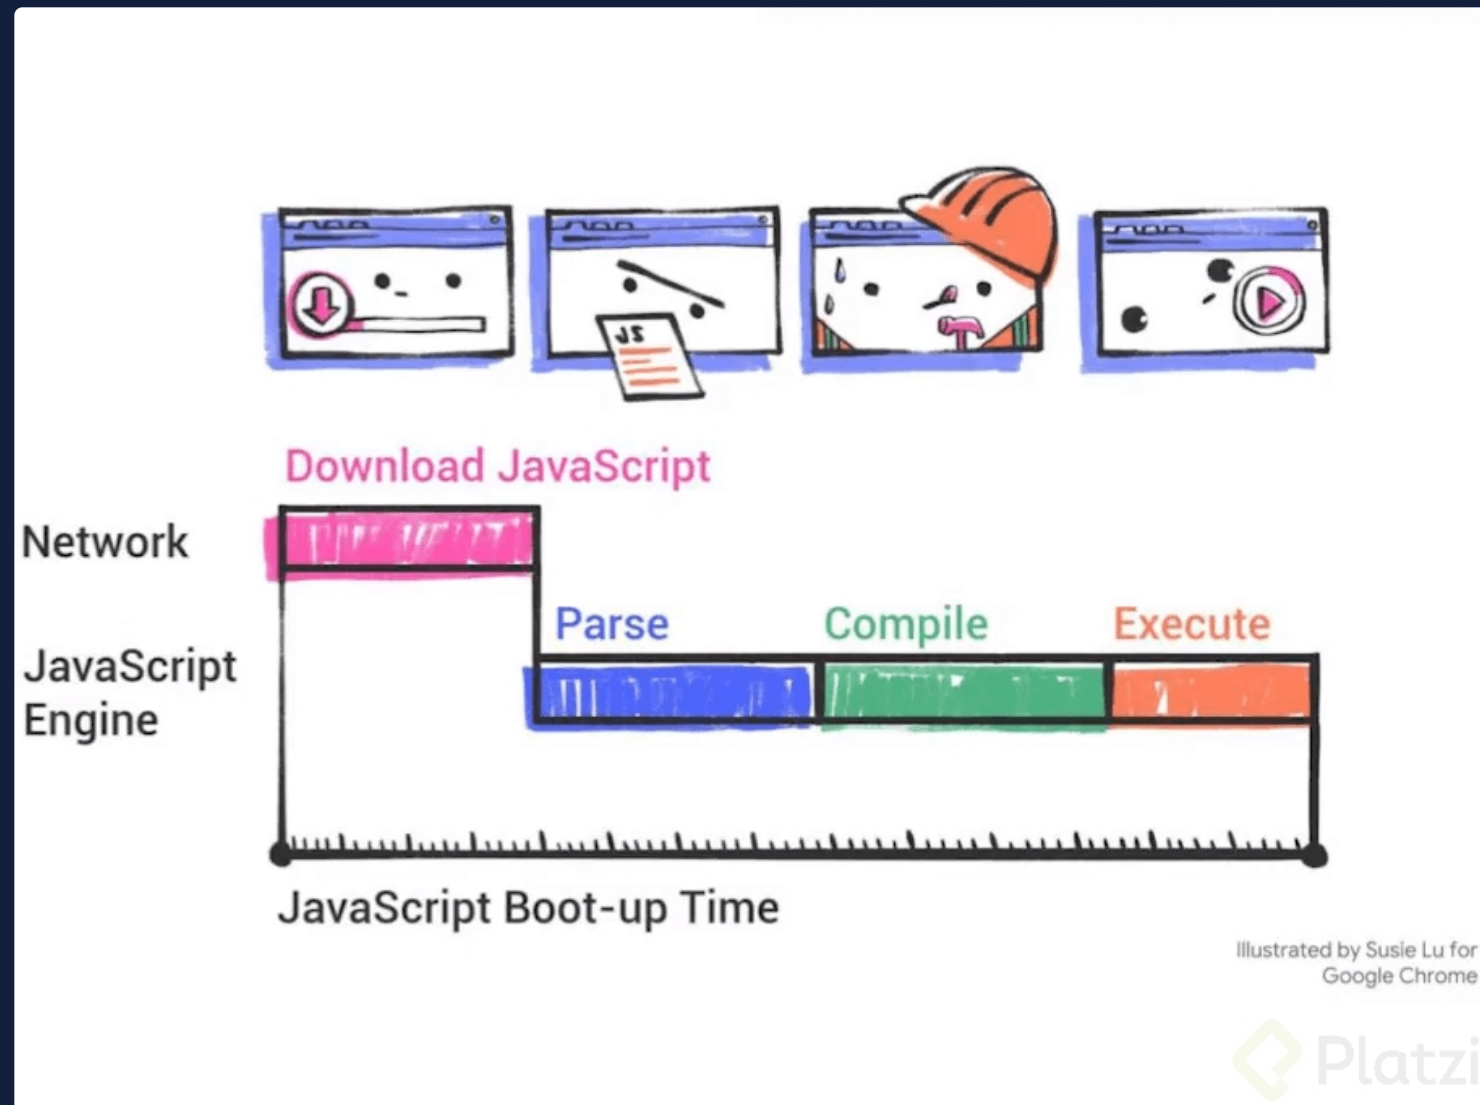 JS
Download JavaScript
Network
Parse
Compile
Execute
JavaScript
Engine
JavaScript Boot-up Time
Illustrated by Susie Lu for
Google Chrome
Platzi